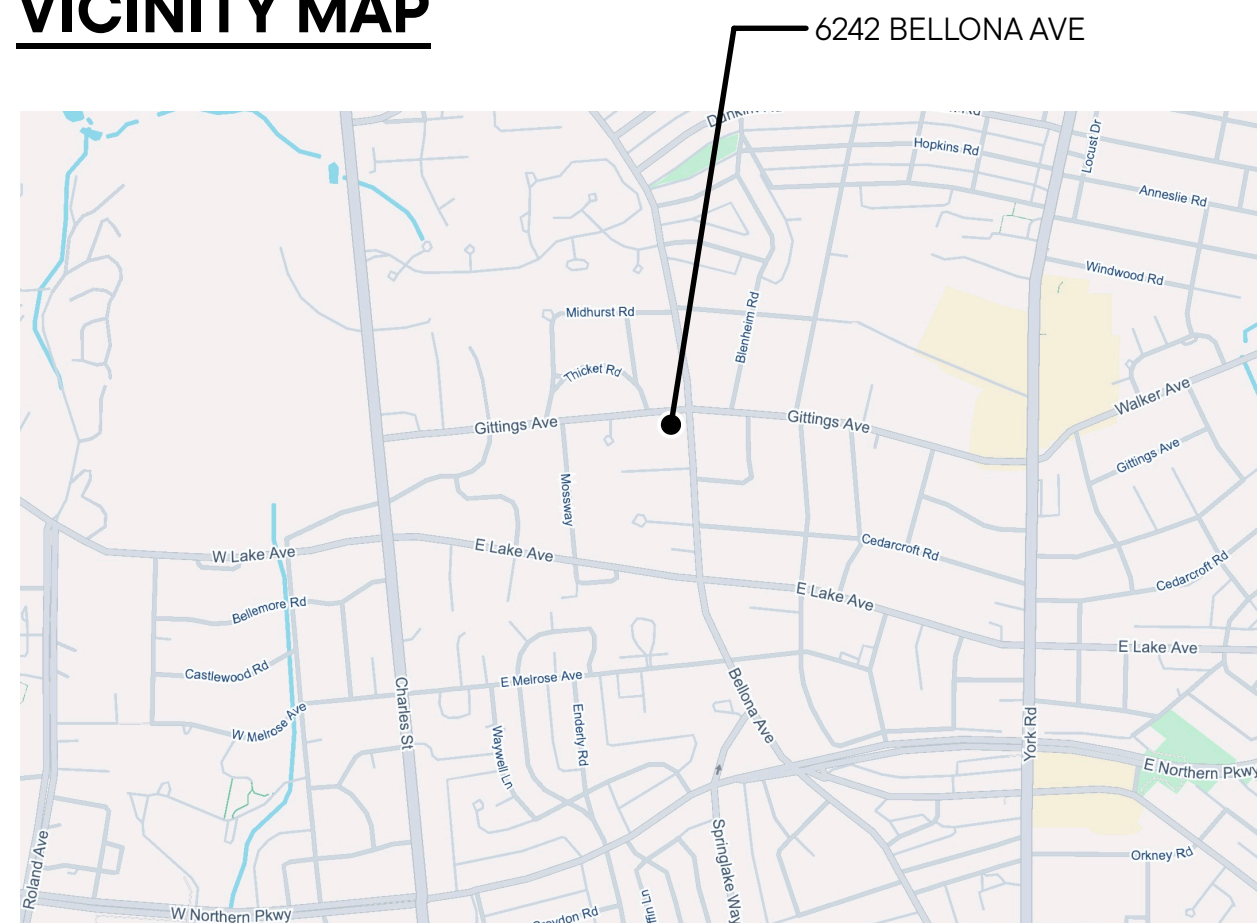 VICINITY MAP
6242 BELLONA AVE
Hopkins Rd
Locust Dr
Anneslie Rd
Windwood Rd
Midhurst Rd
Blenheim Rd
Thicket Rd
Walker Ave
Gittings Ave
Gittings Ave
Gittings Ave
Mossway
W Lake Ave
E Lake Ave
Cedarcroft Rd
Cedarcroft Rd
Bellemore Rd
E Lake Ave
E Lake Ave
Castlewood Rd
E Melrose Ave
Bellona Ave
Charles St
W Melrose Ave
Enderly Rd
York Rd
Waywell Ln
E Northern Pkwy
Springlake Way
Orkney Rd
Roland Ave
W Northern Pkwy